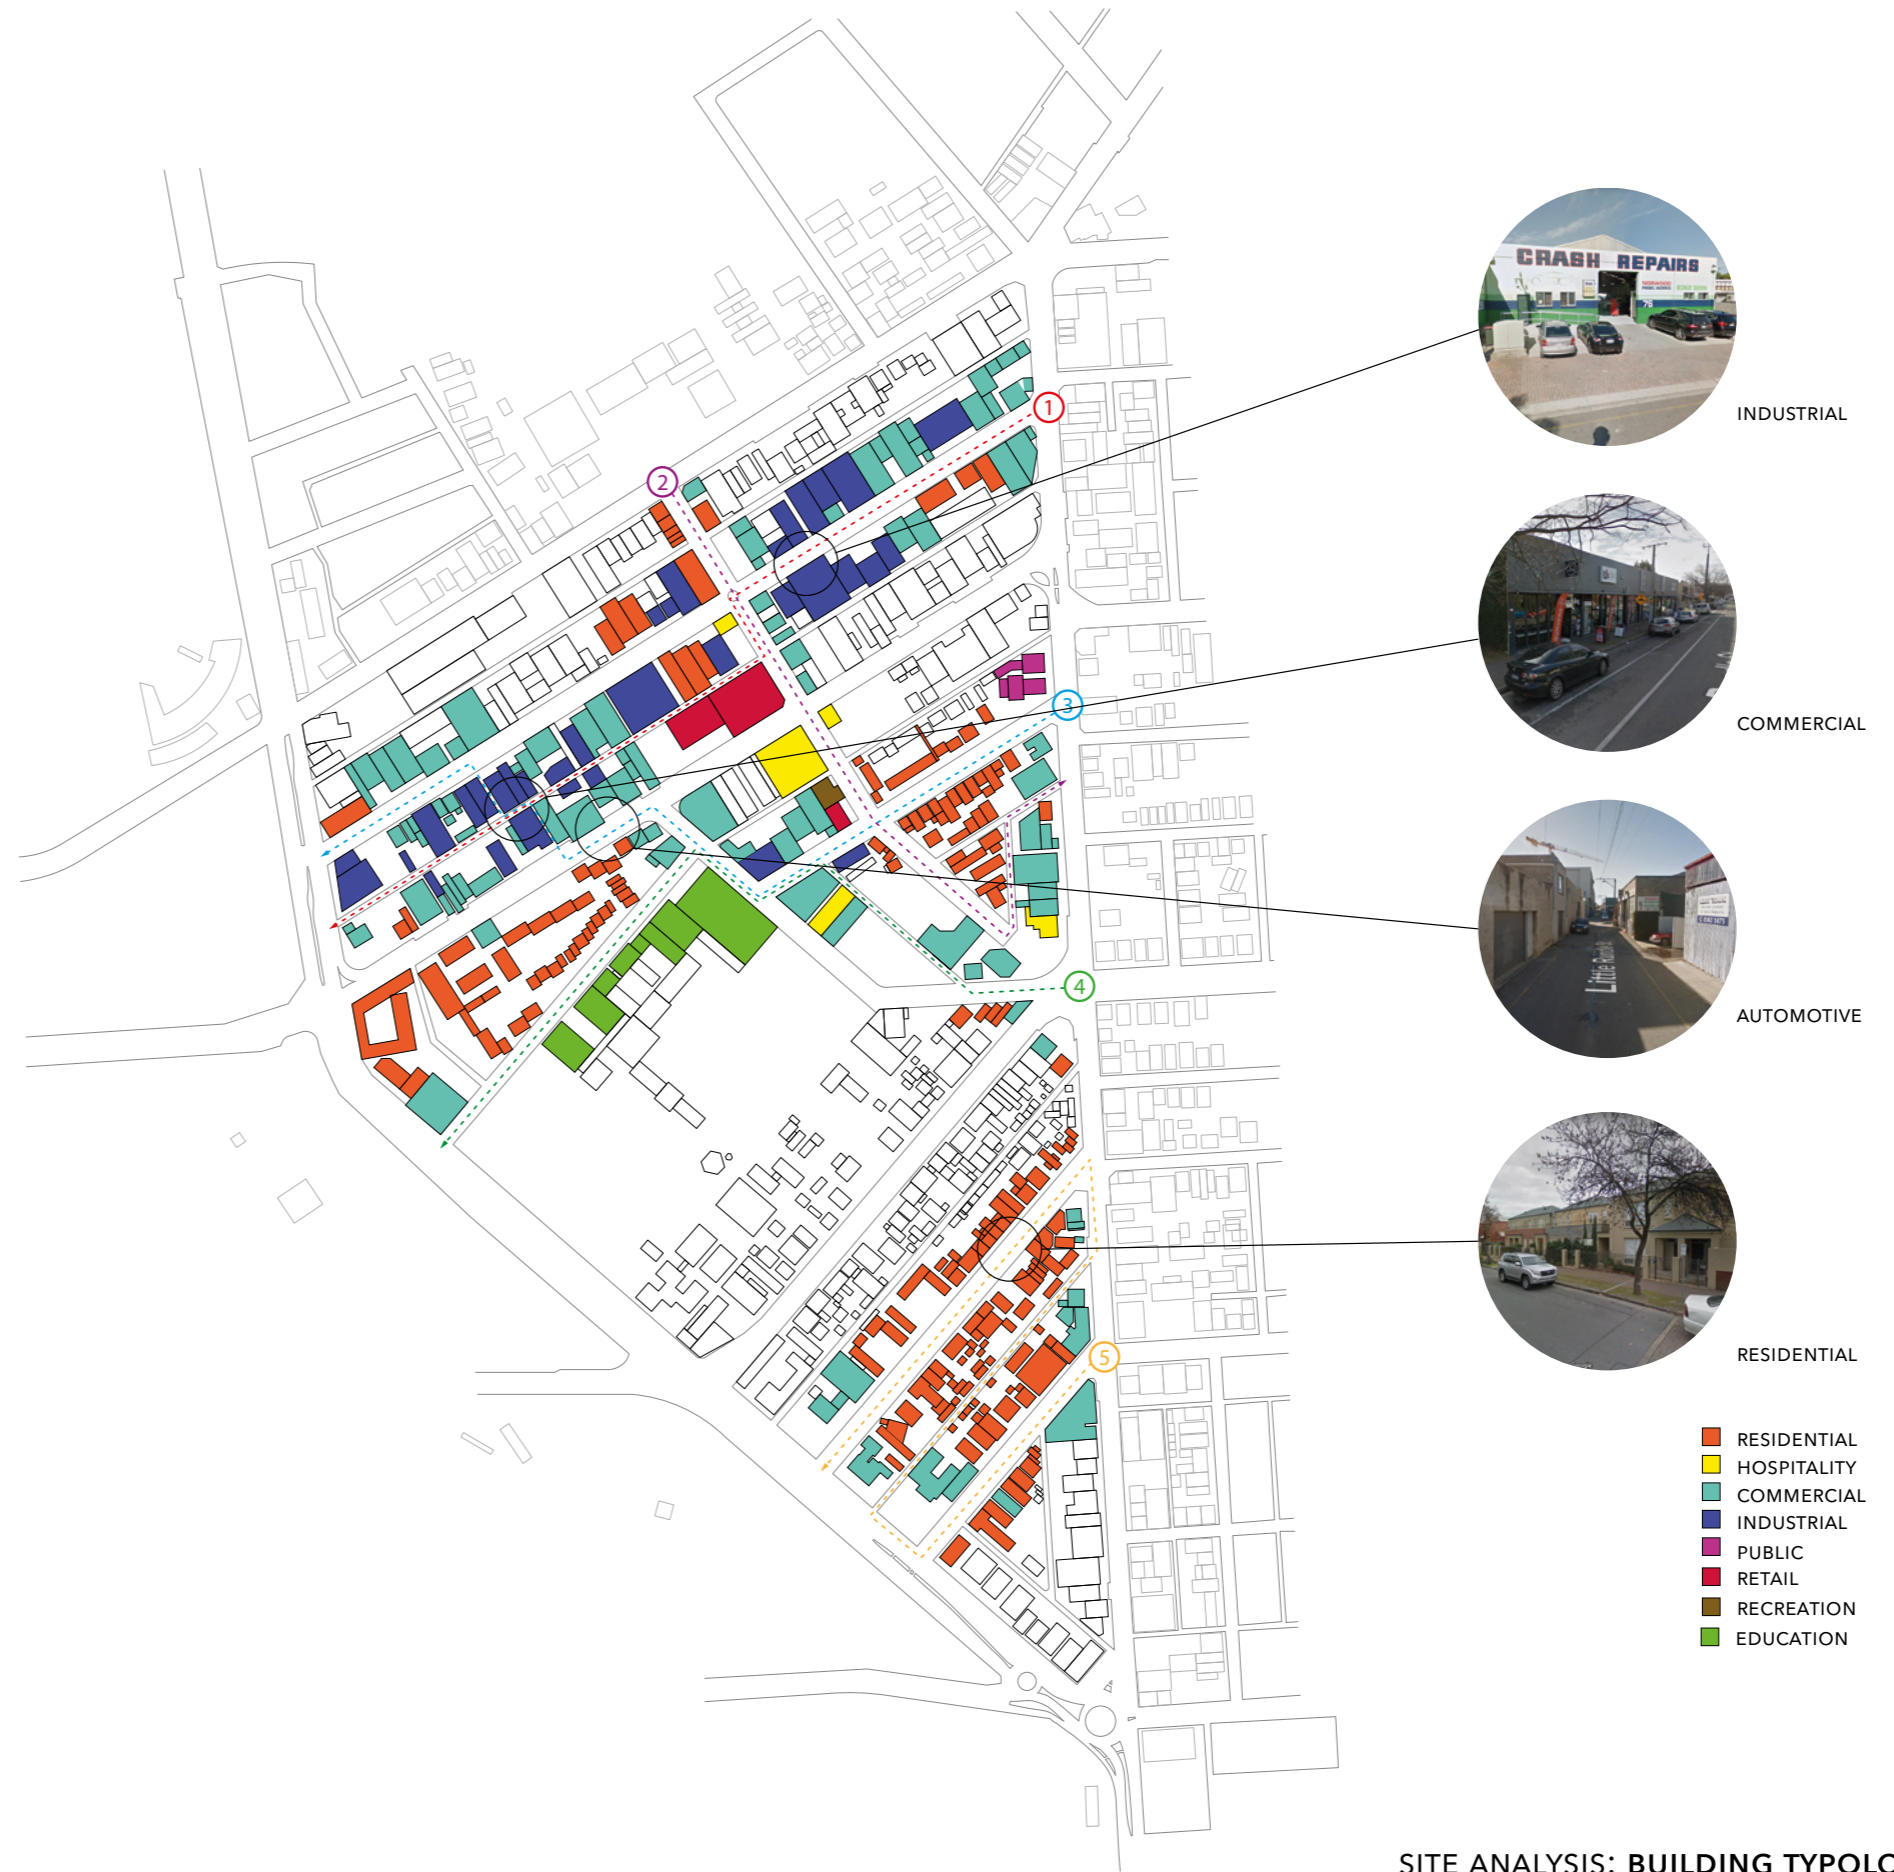 CRASH REPAIRS
75
INDUSTRIAL
1
2
COMMERCIAL
3
AUTOMOTIVE
4
RESIDENTIAL
5
RESIDENTIAL
HOSPITALITY
COMMERCIAL
INDUSTRIAL
PUBLIC
RETAIL
RECREATION
EDUCATION
SITE ANALYSIS: BUILDING TYPOLO